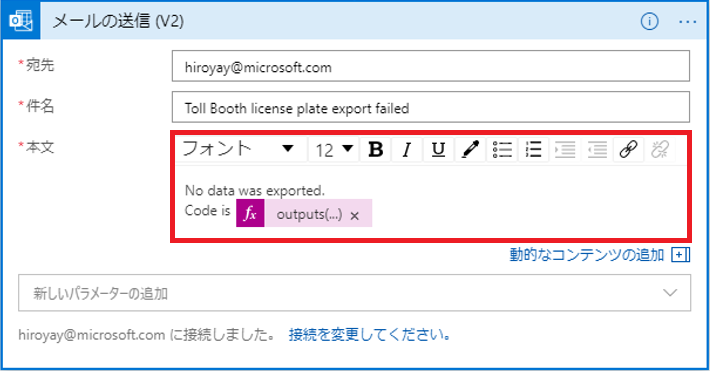 メールの送信 (V2)
*宛先
hiroyay@microsoft.com
*件名
Toll Booth license plate export failed
*本文
フォント 12 B I U
No data was exported.
Code is fx outputs(...) ×
動的なコンテンツの追加
新しいパラメーターの追加
hiroyay@microsoft.com に接続しました。 接続を変更してください。